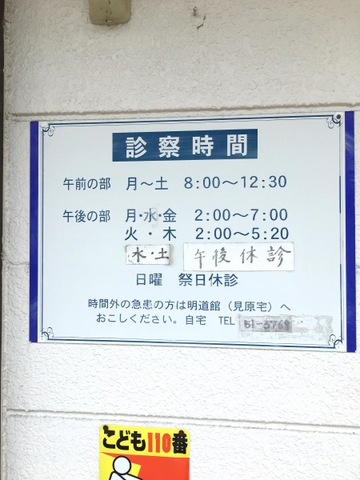 診察時間
午前の部 月～土 8:00～12:30
午後の部 月・水・金 2:00～7:00
火・木 2:00～5:20
水・土 午後休診
日曜 祭日休診
時間外の急患の方は明道館（見原宅）へ
おこしください。自宅 TEL 51-5769
こども110番